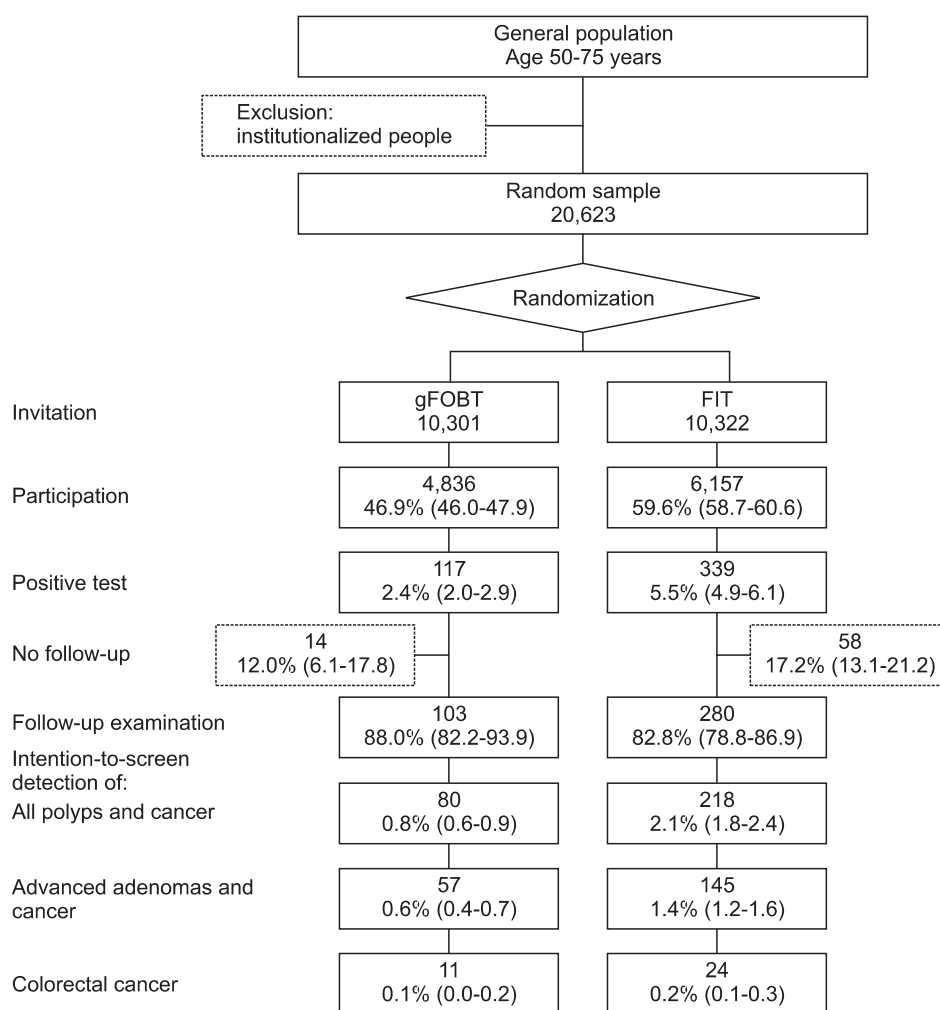 General population
Age 50-75 years
Exclusion:
institutionalized people
Random sample
20,623
Randomization
Invitation
gFOBT
10,301
FIT
10,322
Participation
4,836
46.9% (46.0-47.9)
6,157
59.6% (58.7-60.6)
Positive test
117
2.4% (2.0-2.9)
339
5.5% (4.9-6.1)
No follow-up
14
12.0% (6.1-17.8)
58
17.2% (13.1-21.2)
Follow-up examination
103
88.0% (82.2-93.9)
280
82.8% (78.8-86.9)
Intention-to-screen
detection of:
All polyps and cancer
80
0.8% (0.6-0.9)
218
2.1% (1.8-2.4)
Advanced adenomas and
cancer
57
0.6% (0.4-0.7)
145
1.4% (1.2-1.6)
Colorectal cancer
11
0.1% (0.0-0.2)
24
0.2% (0.1-0.3)